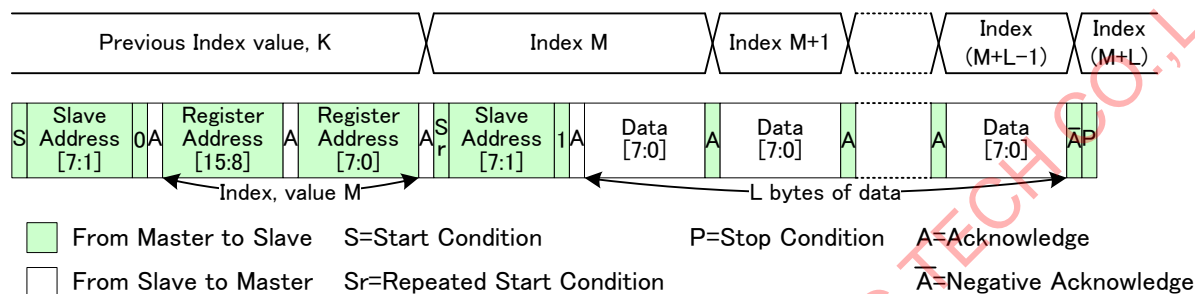 Previous Index value, K
Index M
Index M+1
Index
(M+L-1)
Index
(M+L)
S
Slave
Address
[7:1]
0
A
Register
Address
[15:8]
A
Register
Address
[7:0]
A
S
r
Slave
Address
[7:1]
1
A
Data
[7:0]
A
Data
[7:0]
A
A
Data
[7:0]
A̅
P
Index, value M
L bytes of data
From Master to Slave S=Start Condition P=Stop Condition A=Acknowledge
From Slave to Master Sr=Repeated Start Condition A̅=Negative Acknowledge
TECH CO.,L